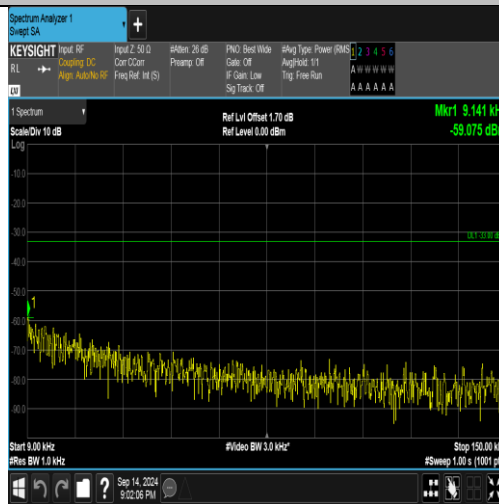 Spectrum Analyzer 1
Swept SA
+
KEYSIGHT
RL
Input: RF
Coupling: DC
Align: Auto/No RF
Input Z: 50 Ω
Corr CCorr
Freq Ref: Int (S)
#Atten: 26 dB
Preamp: Off
PNO: Best Wide
Gate: Off
IF Gain: Low
Sig Track: Off
#Avg Type: Power (RMS
Avg|Hold: 1/1
Trig: Free Run
1 2 3 4 5 6
A W W W W W
A A A A A A
1 Spectrum
Scale/Div 10 dB
Ref Lvl Offset 1.70 dB
Ref Level 0.00 dBm
Mkr1 9.141 kH
-59.075 dB
Log
-10.0
-20.0
-30.0
DL1 -33.00 dB
-40.0
-50.0
1
-60.0
-70.0
-80.0
-90.0
Start 9.00 kHz
#Video BW 3.0 kHz*
Stop 150.00 kH
#Res BW 1.0 kHz
#Sweep 1.00 s (1001 pt
?
Sep 14, 2024
9:02:06 PM